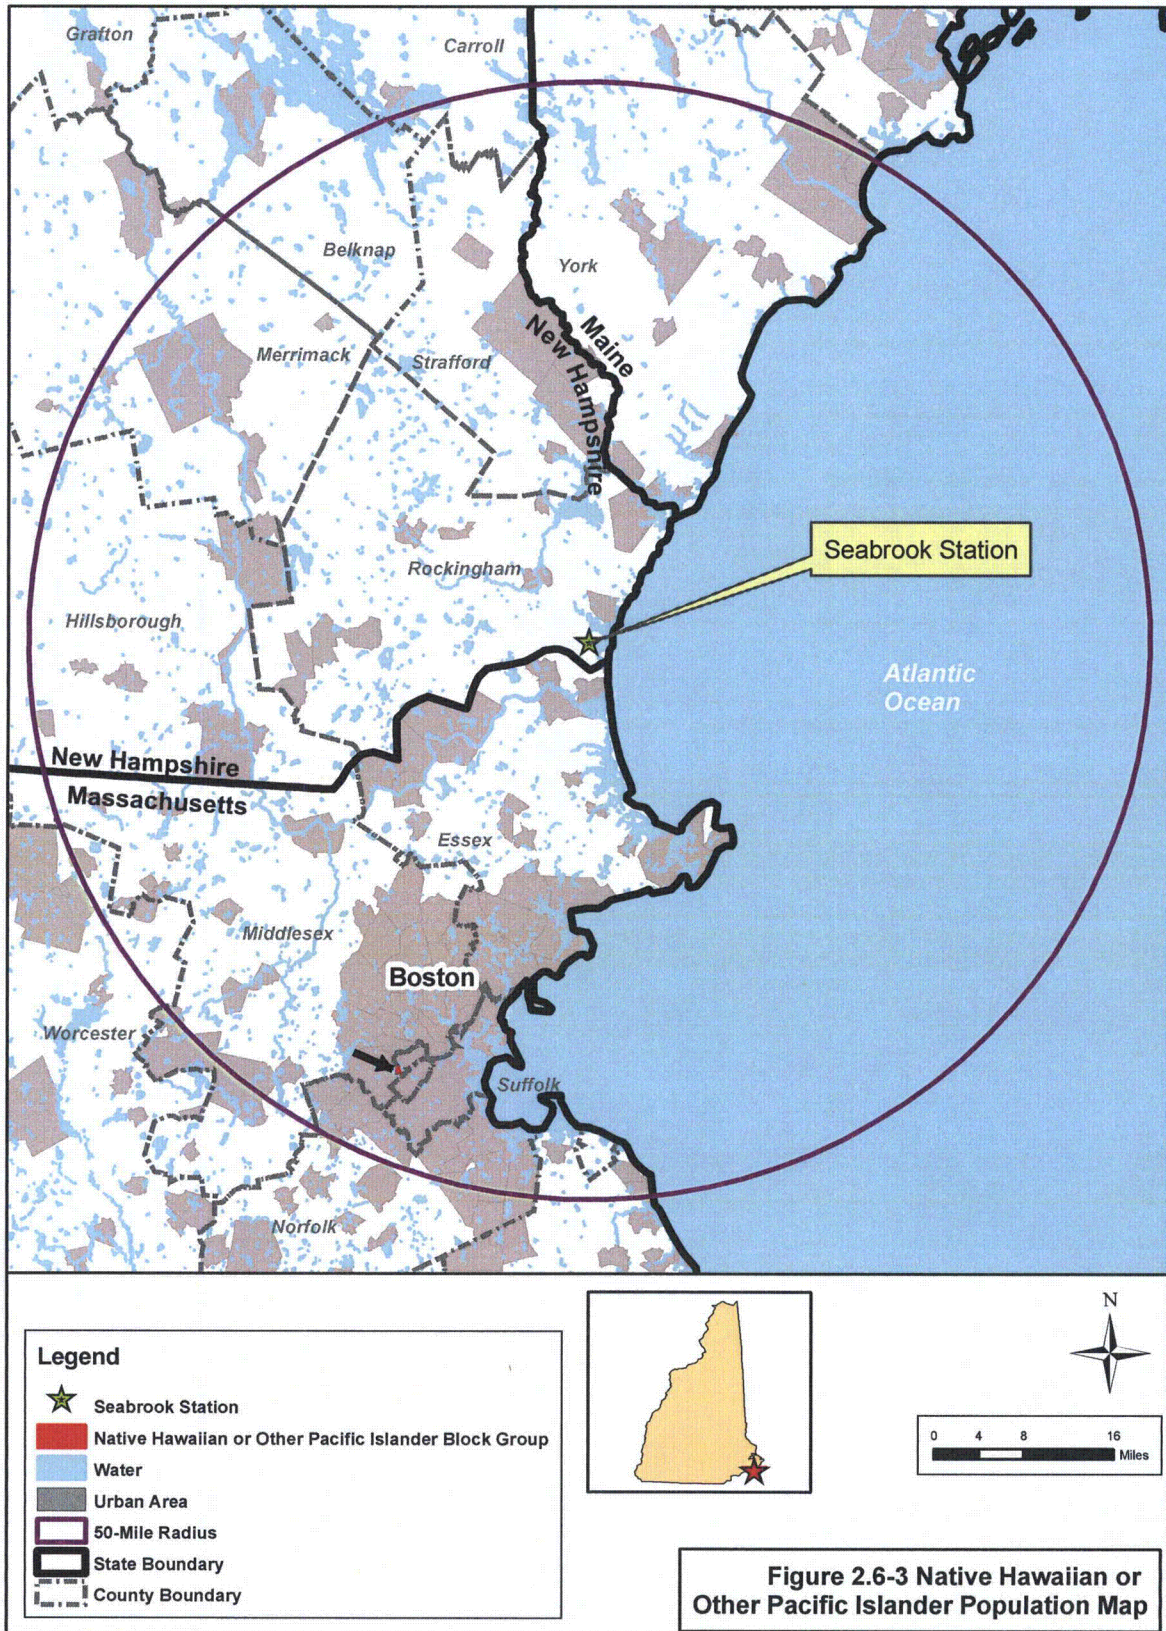 Grafton
Carroll
Belknap
York
Maine
New Hampshire
Merrimack
Strafford
Seabrook Station
Rockingham
Hillsborough
Atlantic
Ocean
New Hampshire
Massachusetts
Essex
Middlesex
Boston
Worcester
Suffolk
Norfolk
Legend
Seabrook Station
Native Hawaiian or Other Pacific Islander Block Group
Water
Urban Area
50-Mile Radius
State Boundary
County Boundary
N
0 4 8 16
Miles
Figure 2.6-3 Native Hawaiian or
Other Pacific Islander Population Map